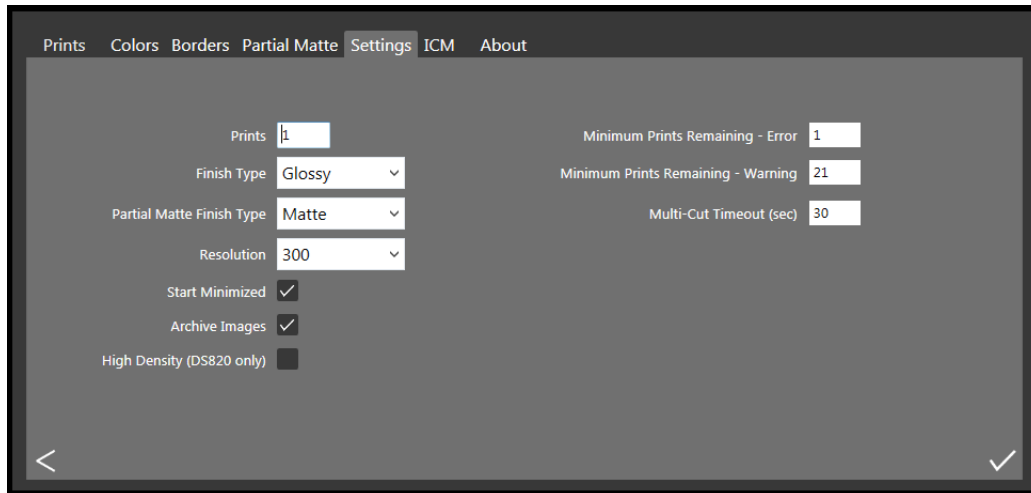 Prints Colors Borders Partial Matte Settings ICM About
Prints 1
Finish Type Glossy
Partial Matte Finish Type Matte
Resolution 300
Start Minimized
Archive Images
High Density (DS820 only)
Minimum Prints Remaining - Error 1
Minimum Prints Remaining - Warning 21
Multi-Cut Timeout (sec) 30